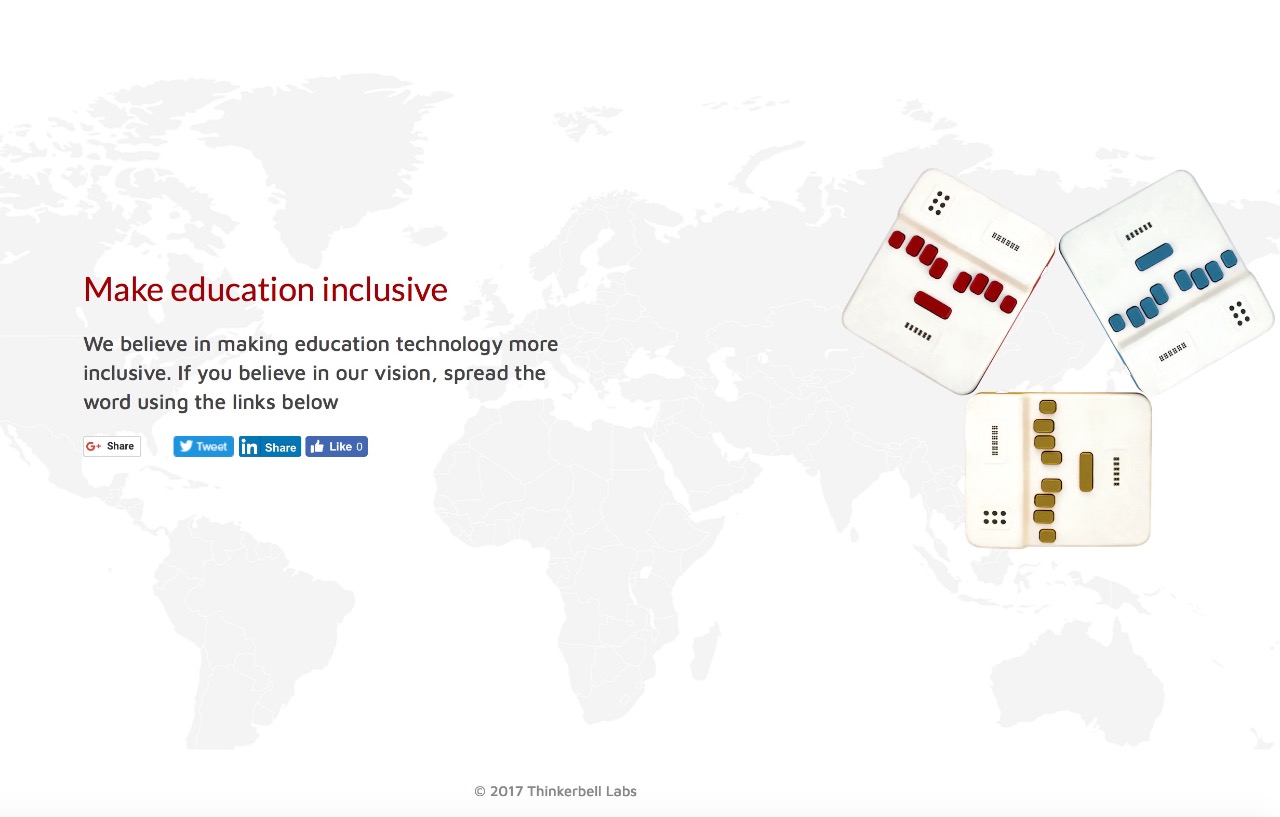 Make education inclusive
We believe in making education technology more
inclusive. If you believe in our vision, spread the
word using the links below
G+ Share Tweet in Share Like 0
© 2017 Thinkerbell Labs